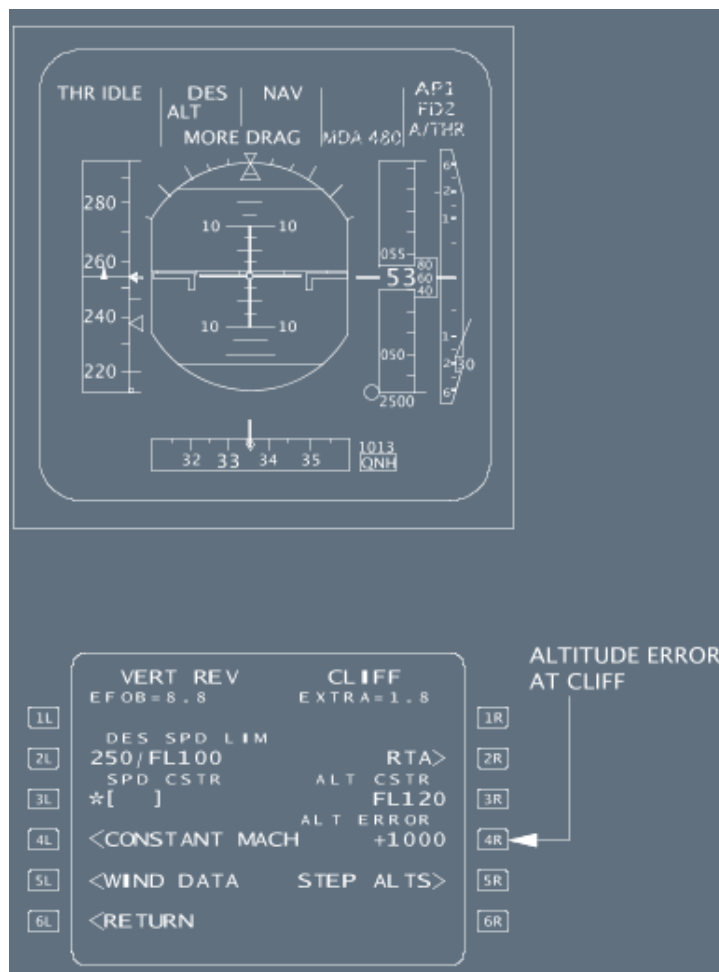 THR IDLE DES NAV AP1
ALT FD2
MORE DRAG MDA 480 A/THR
280
260
240
220
10 10
10 10
055
53
80
60
40
050
2500
6
2
1
1
2 30
6
32 33 34 35
1013
QNH
ALTITUDE ERROR
AT CLIFF
VERT REV CLIFF
EFOB=8.8 EXTRA=1.8
1L 1R
DES SPD LIM
2L 250/FL100 RTA> 2R
SPD CSTR ALT CSTR
3L *[ ] FL120 3R
ALT ERROR
4L <CONSTANT MACH +1000 4R
5L <WIND DATA STEP ALTS> 5R
6L <RETURN 6R